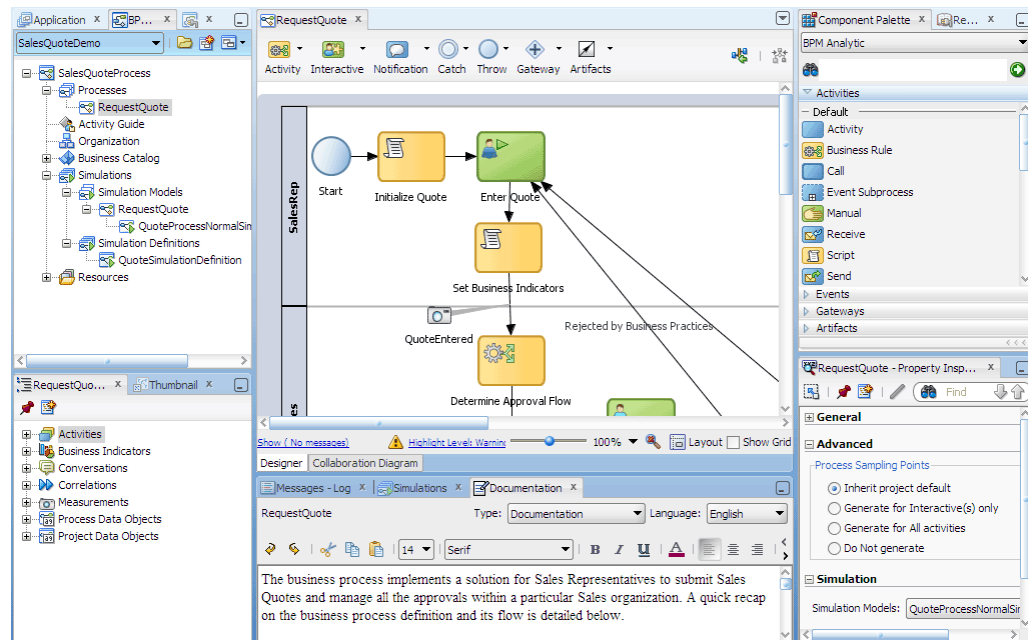 Application
BP...
SalesQuoteDemo
SalesQuoteProcess
Processes
RequestQuote
Activity Guide
Organization
Business Catalog
Simulations
Simulation Models
RequestQuote
QuoteProcessNormalSim
Simulation Definitions
QuoteSimulationDefinition
Resources
RequestQuo...
Thumbnail
Activities
Business Indicators
Conversations
Correlations
Measurements
Process Data Objects
Project Data Objects
RequestQuote
Activity Interactive Notification Catch Throw Gateway Artifacts
SalesRep
Start
Initialize Quote
Enter Quote
Set Business Indicators
QuoteEntered
Rejected by Business Practices
Determine Approval Flow
es
Show ( No messages)
Highlight Level: Warning
100%
Layout
Show Grid
Designer
Collaboration Diagram
Messages - Log
Simulations
Documentation
RequestQuote
Type: Documentation
Language: English
14
Serif
B I U A
The business process implements a solution for Sales Representatives to submit Sales
Quotes and manage all the approvals within a particular Sales organization. A quick recap
on the business process definition and its flow is detailed below.
Component Palette
Re...
BPM Analytic
Activities
Default
Activity
Business Rule
Call
Event Subprocess
Manual
Receive
Script
Send
Events
Gateways
Artifacts
RequestQuote - Property Insp...
Find
General
Advanced
Process Sampling Points
Inherit project default
Generate for Interactive(s) only
Generate for All activities
Do Not generate
Simulation
Simulation Models: QuoteProcessNormalSim